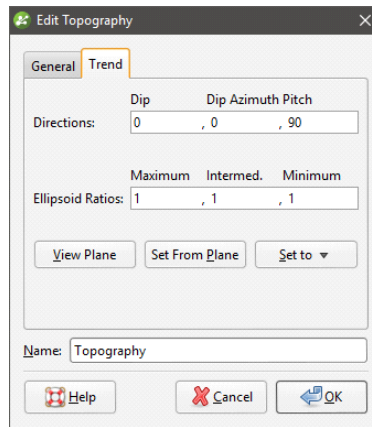 Edit Topography
General Trend
Dip Dip Azimuth Pitch
Directions: 0 , 0 , 90
Maximum Intermed. Minimum
Ellipsoid Ratios: 1 , 1 , 1
View Plane Set From Plane Set to
Name: Topography
Help Cancel OK